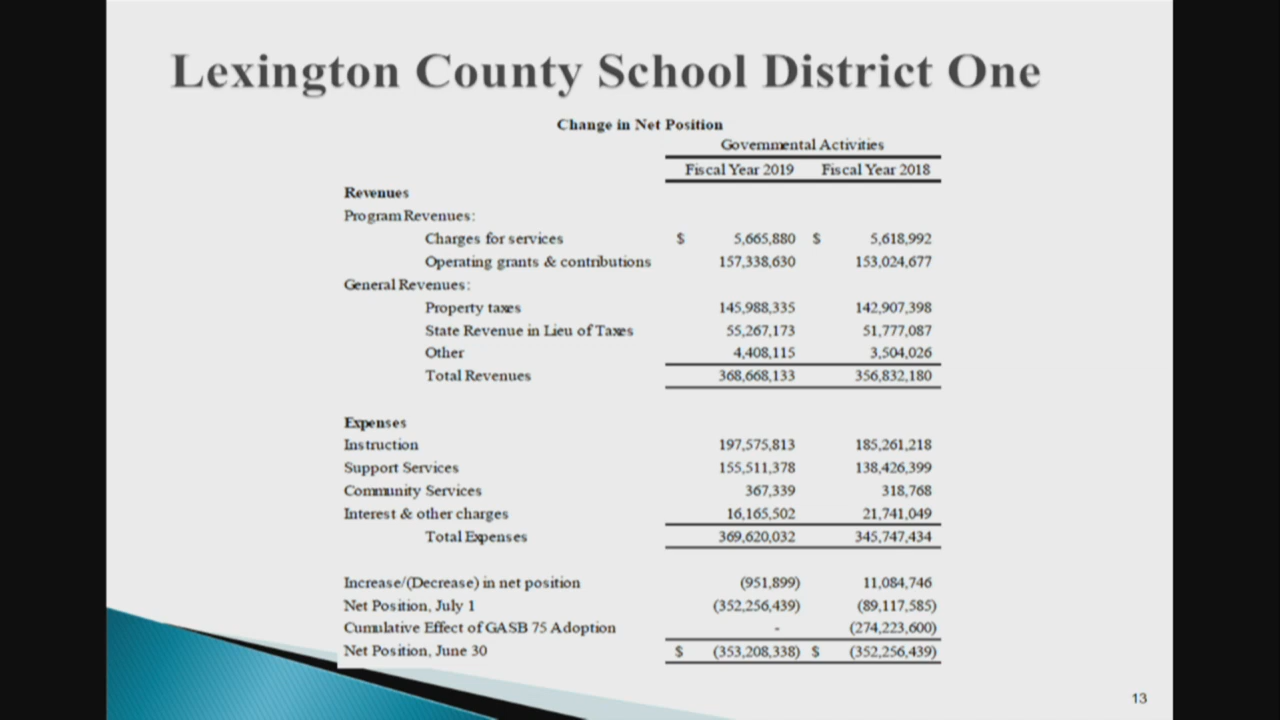 Lexington County School District One
Change in Net Position
Governmental Activities
Fiscal Year 2019 Fiscal Year 2018
Revenues
Program Revenues:
Charges for services $ 5,665,880 $ 5,618,992
Operating grants & contributions 157,338,630 153,024,677
General Revenues:
Property taxes 145,988,335 142,907,398
State Revenue in Lieu of Taxes 55,267,173 51,777,087
Other 4,408,115 3,504,026
Total Revenues 368,668,133 356,832,180
Expenses
Instruction 197,575,813 185,261,218
Support Services 155,511,378 138,426,399
Community Services 367,339 318,768
Interest & other charges 16,165,502 21,741,049
Total Expenses 369,620,032 345,747,434
Increase/(Decrease) in net position (951,899) 11,084,746
Net Position, July 1 (352,256,439) (89,117,585)
Cumulative Effect of GASB 75 Adoption - (274,223,600)
Net Position, June 30 $ (353,208,338) $ (352,256,439)
13